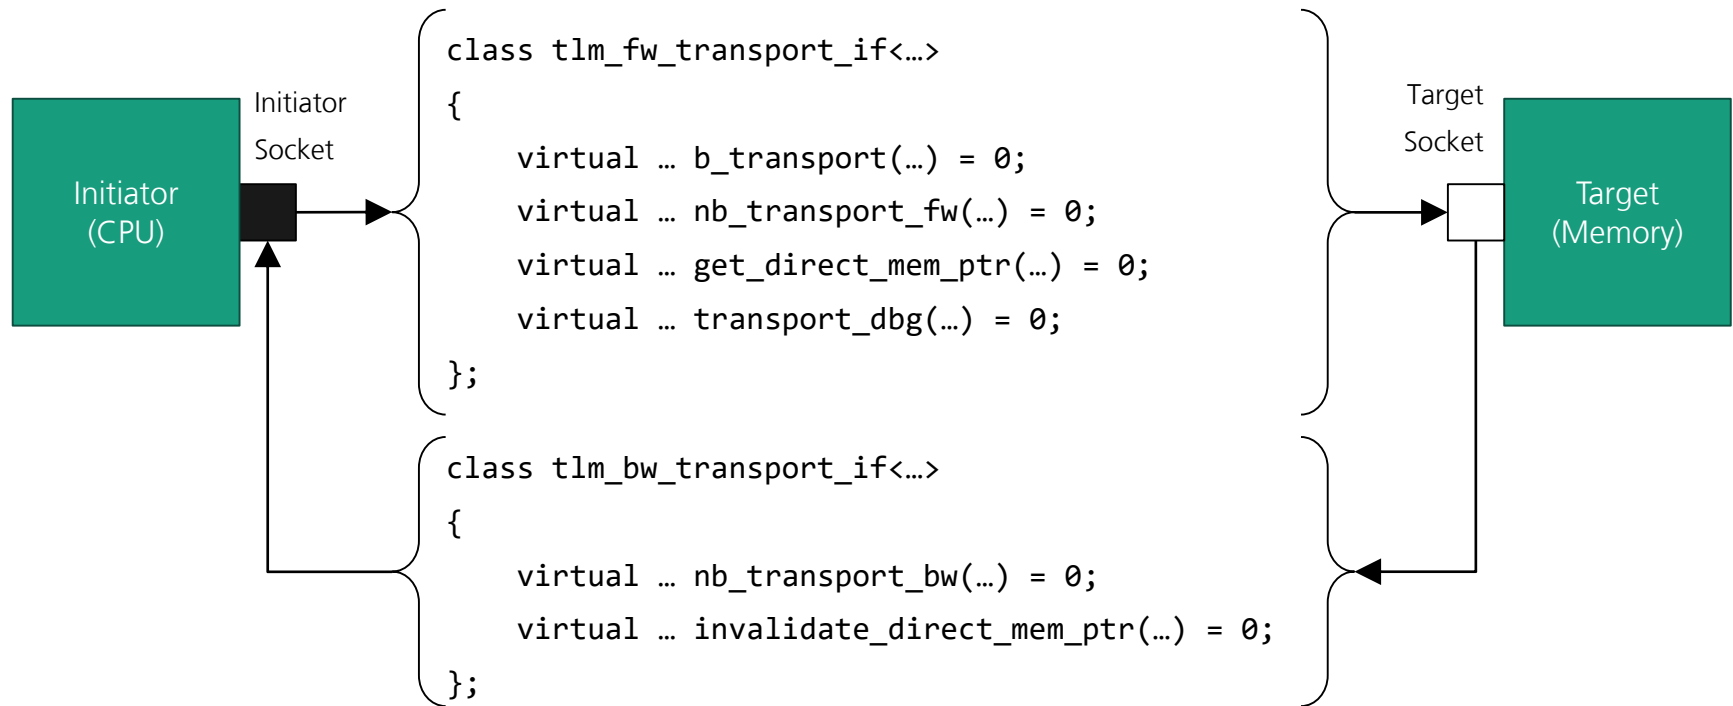 Initiator
(CPU)
Initiator
Socket
class tlm_fw_transport_if<…>
{
    virtual … b_transport(…) = 0;
    virtual … nb_transport_fw(…) = 0;
    virtual … get_direct_mem_ptr(…) = 0;
    virtual … transport_dbg(…) = 0;
};
class tlm_bw_transport_if<…>
{
    virtual … nb_transport_bw(…) = 0;
    virtual … invalidate_direct_mem_ptr(…) = 0;
};
Target
Socket
Target
(Memory)